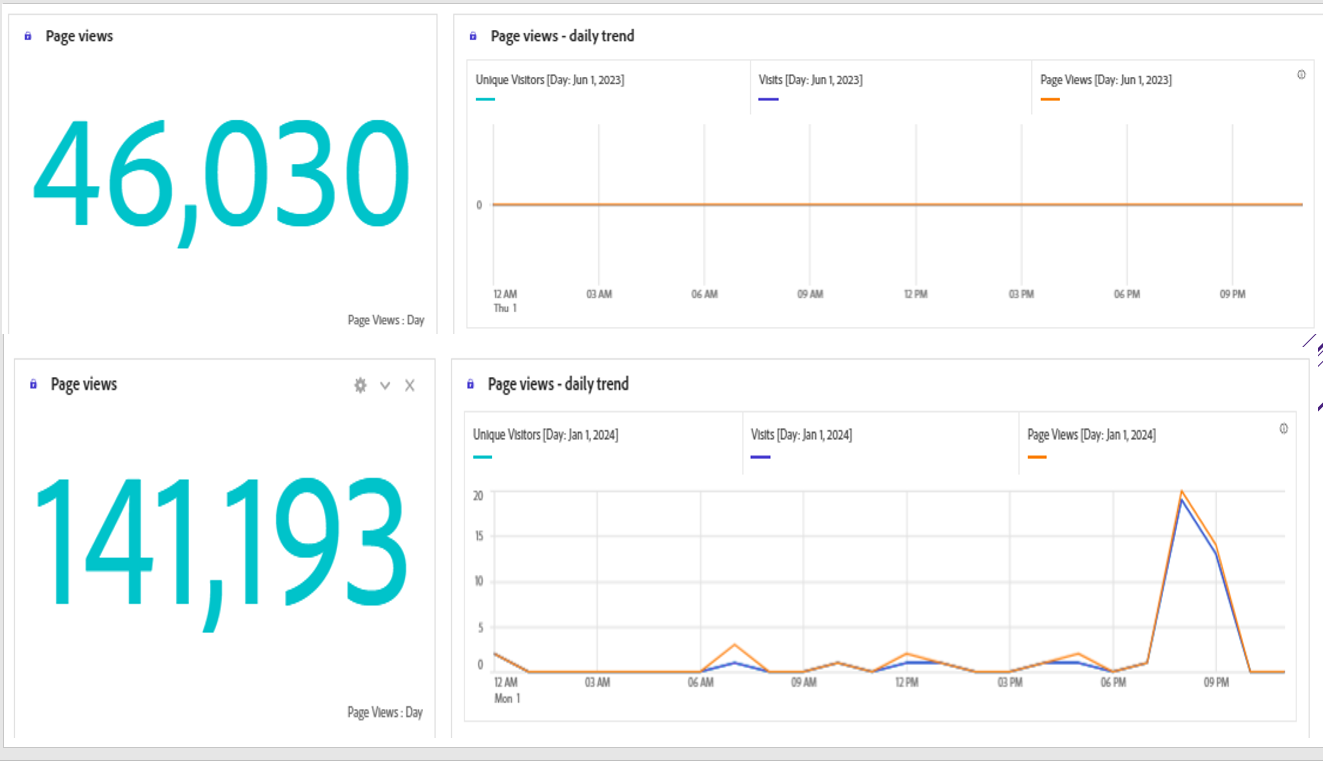 Page views
46,030
Page Views : Day
Page views - daily trend
Unique Visitors [Day: Jun 1, 2023]
Visits [Day: Jun 1, 2023]
Page Views [Day: Jun 1, 2023]
0
12 AM 03 AM 06 AM 09 AM 12 PM 03 PM 06 PM 09 PM
Thu 1
Page views
141,193
Page Views : Day
Page views - daily trend
Unique Visitors [Day: Jan 1, 2024]
Visits [Day: Jan 1, 2024]
Page Views [Day: Jan 1, 2024]
20
15
10
5
0
12 AM 03 AM 06 AM 09 AM 12 PM 03 PM 06 PM 09 PM
Mon 1